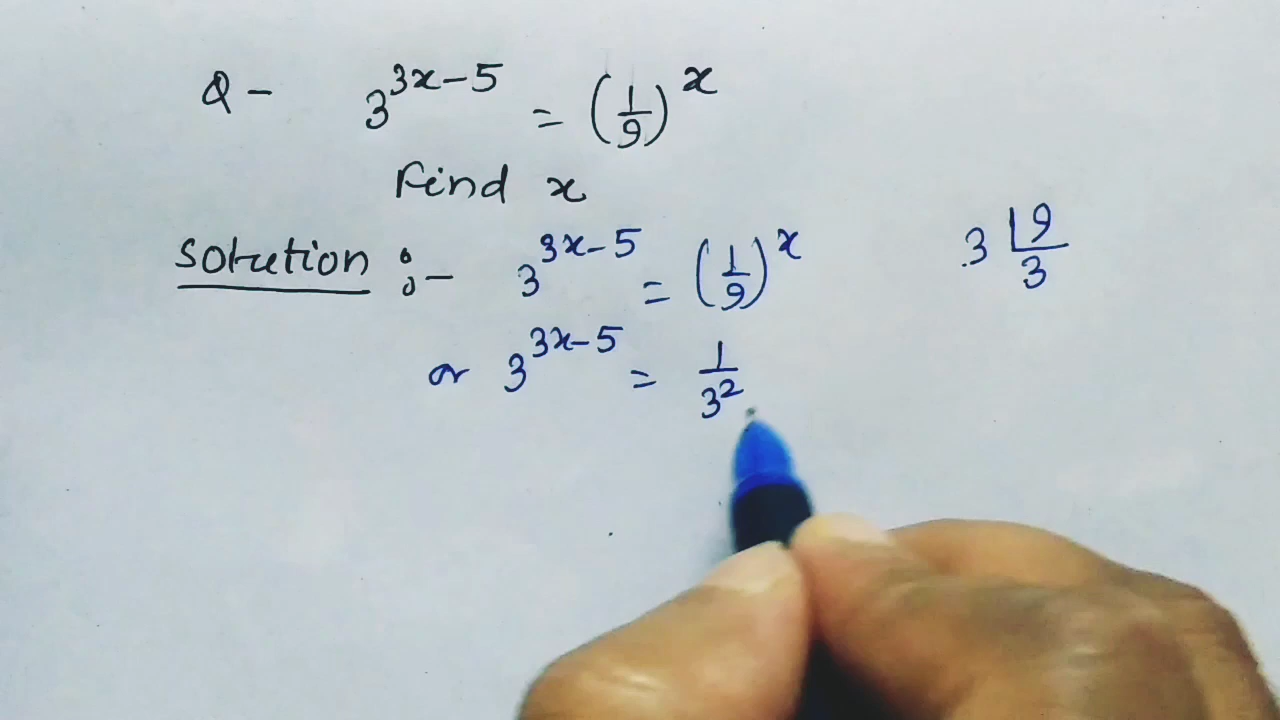 Q - 3^{3x-5} = (1/9)^x
Find x
Solution :- 3^{3x-5} = (1/9)^x
or 3^{3x-5} = 1/3^2
3 | 9
3